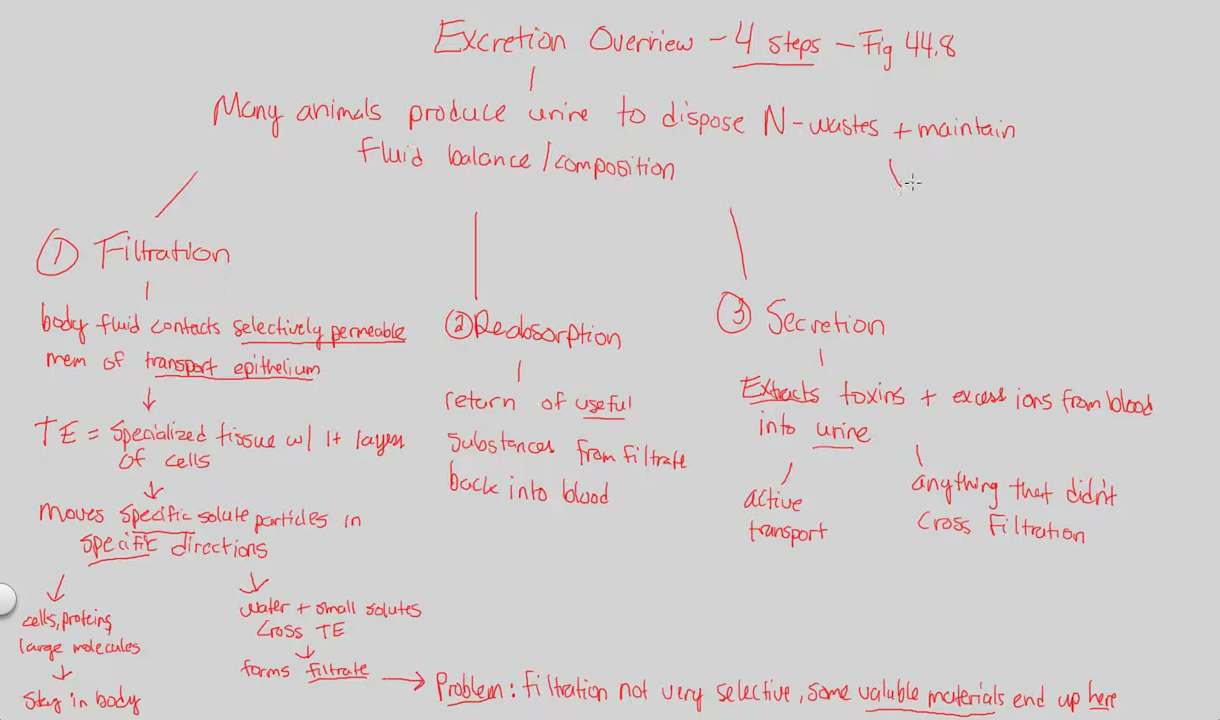 Excretion Overview - 4 steps - Fig 44.8
Many animals produce urine to dispose N-wastes + maintain
fluid balance/composition
① Filtration
body fluid contacts selectively permeable
mem of transport epithelium
TE = specialized tissue w/ 1+ layers
of cells
moves specific solute particles in
specific directions
cells, proteins,
large molecules
stay in body
water + small solutes
cross TE
forms filtrate
Problem: filtration not very selective, some valuable materials end up here
② Reabsorption
return of useful
substances from filtrate
back into blood
③ Secretion
Extracts toxins + excess ions from blood
into urine
active
transport
anything that didn't
cross filtration